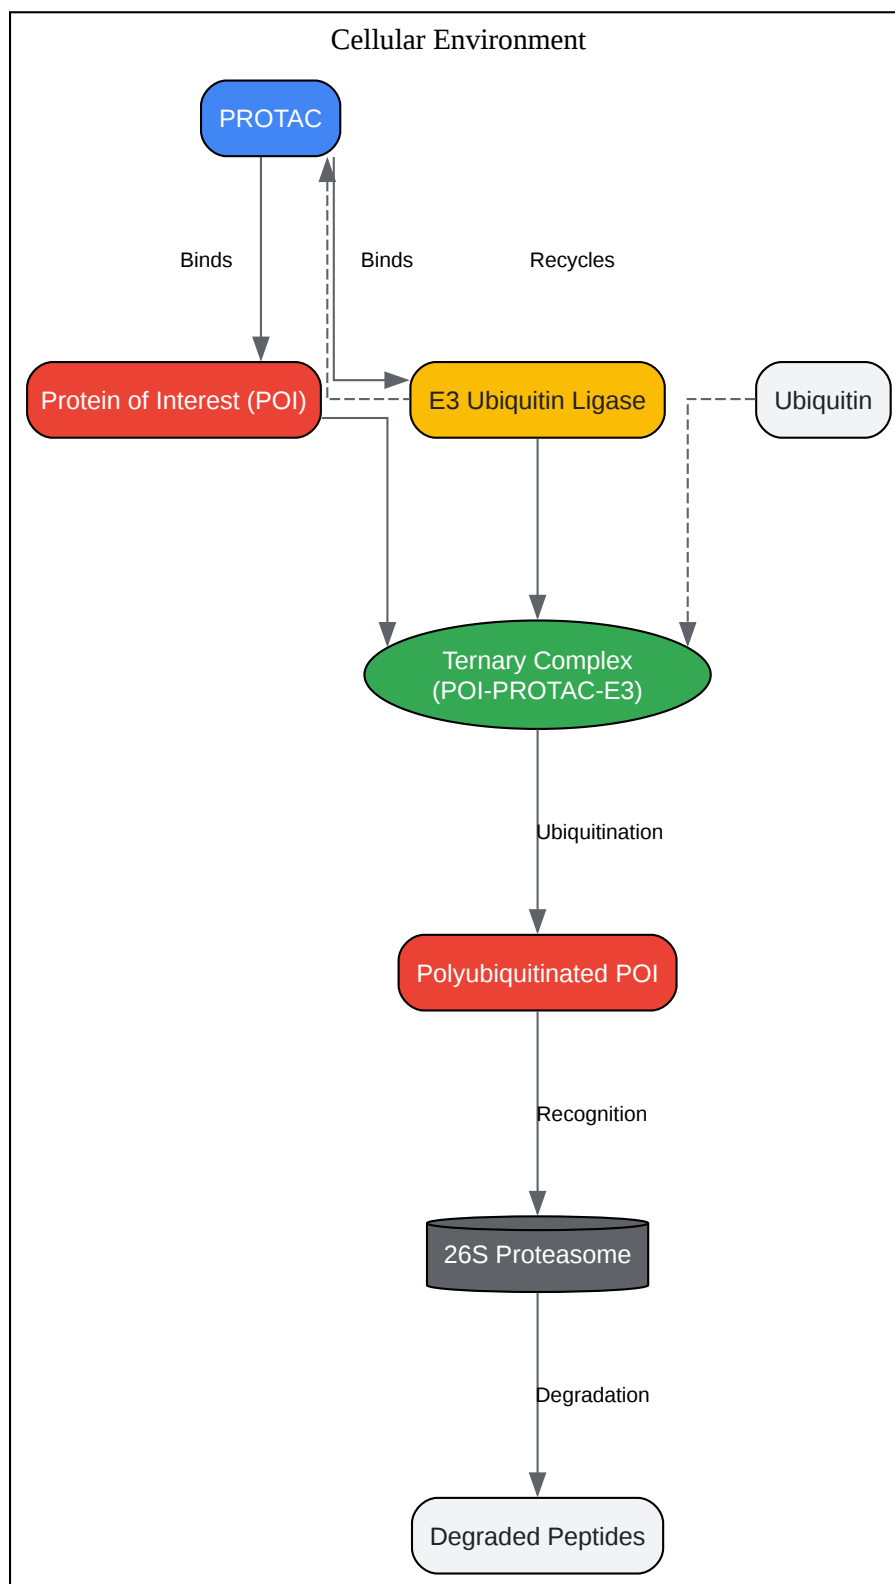 Cellular Environment
PROTAC
Binds
Binds
Recycles
Protein of Interest (POI)
E3 Ubiquitin Ligase
Ubiquitin
Ternary Complex
(POI-PROTAC-E3)
Ubiquitination
Polyubiquitinated POI
Recognition
26S Proteasome
Degradation
Degraded Peptides